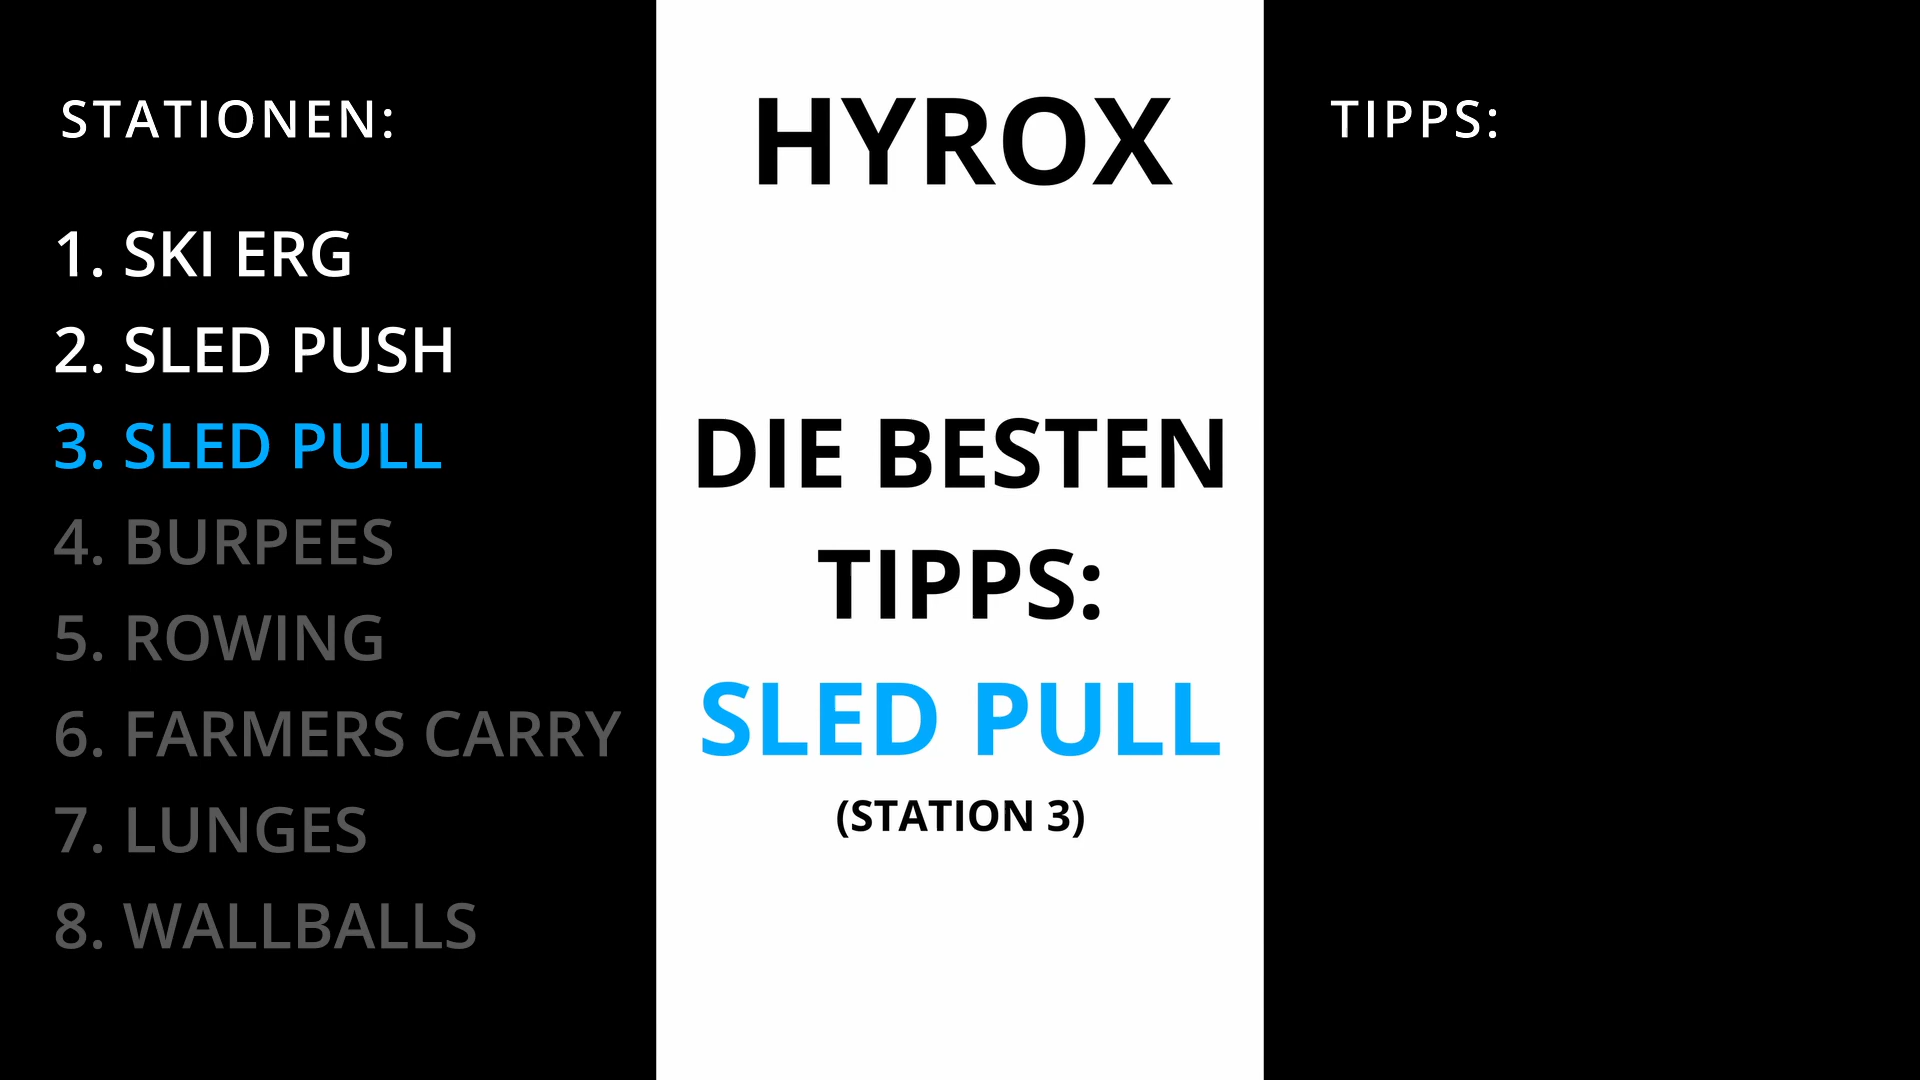 STATIONEN:
1. SKI ERG
2. SLED PUSH
3. SLED PULL
4. BURPEES
5. ROWING
6. FARMERS CARRY
7. LUNGES
8. WALLBALLS
HYROX
DIE BESTEN
TIPPS:
SLED PULL
(STATION 3)
TIPPS: